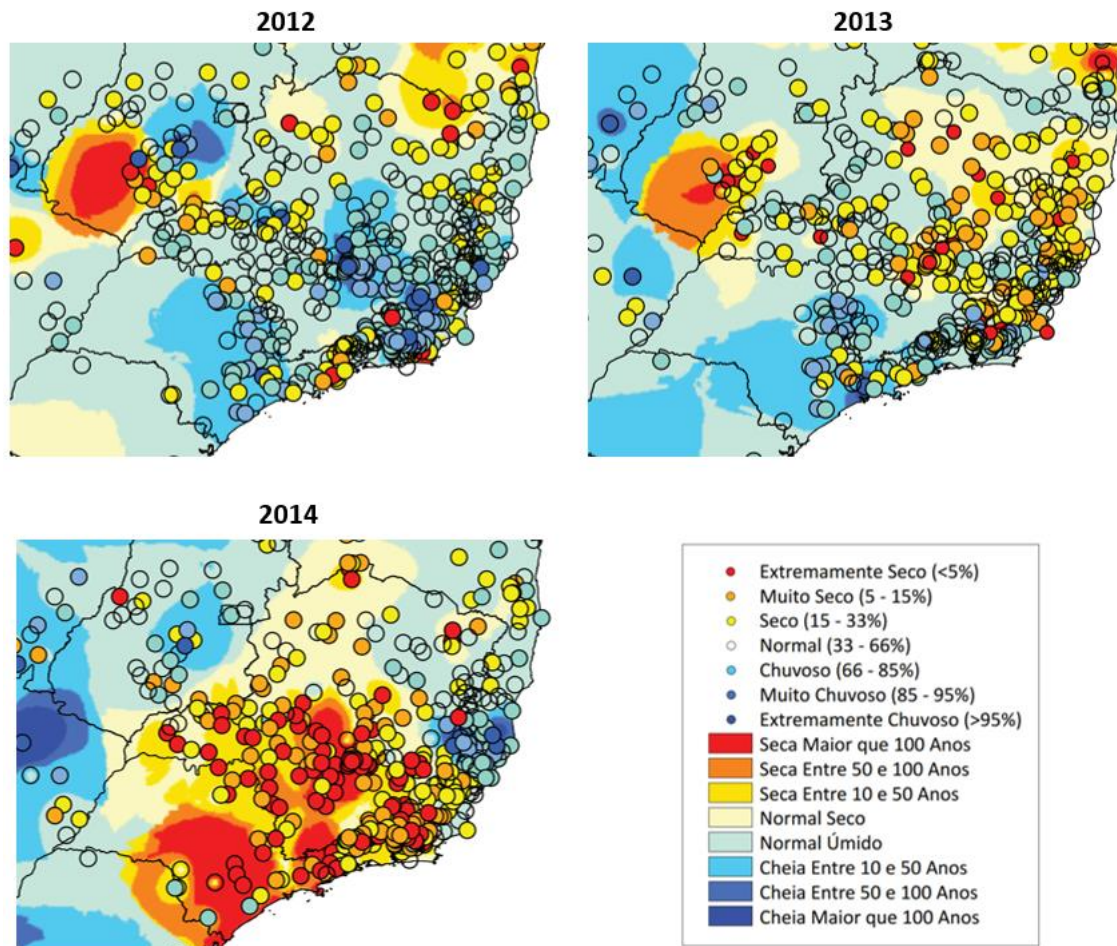 2012
2013
2014
Extremamente Seco (<5%)
Muito Seco (5 - 15%)
Seco (15 - 33%)
Normal (33 - 66%)
Chuvoso (66 - 85%)
Muito Chuvoso (85 - 95%)
Extremamente Chuvoso (>95%)
Seca Maior que 100 Anos
Seca Entre 50 e 100 Anos
Seca Entre 10 e 50 Anos
Normal Seco
Normal Úmido
Cheia Entre 10 e 50 Anos
Cheia Entre 50 e 100 Anos
Cheia Maior que 100 Anos